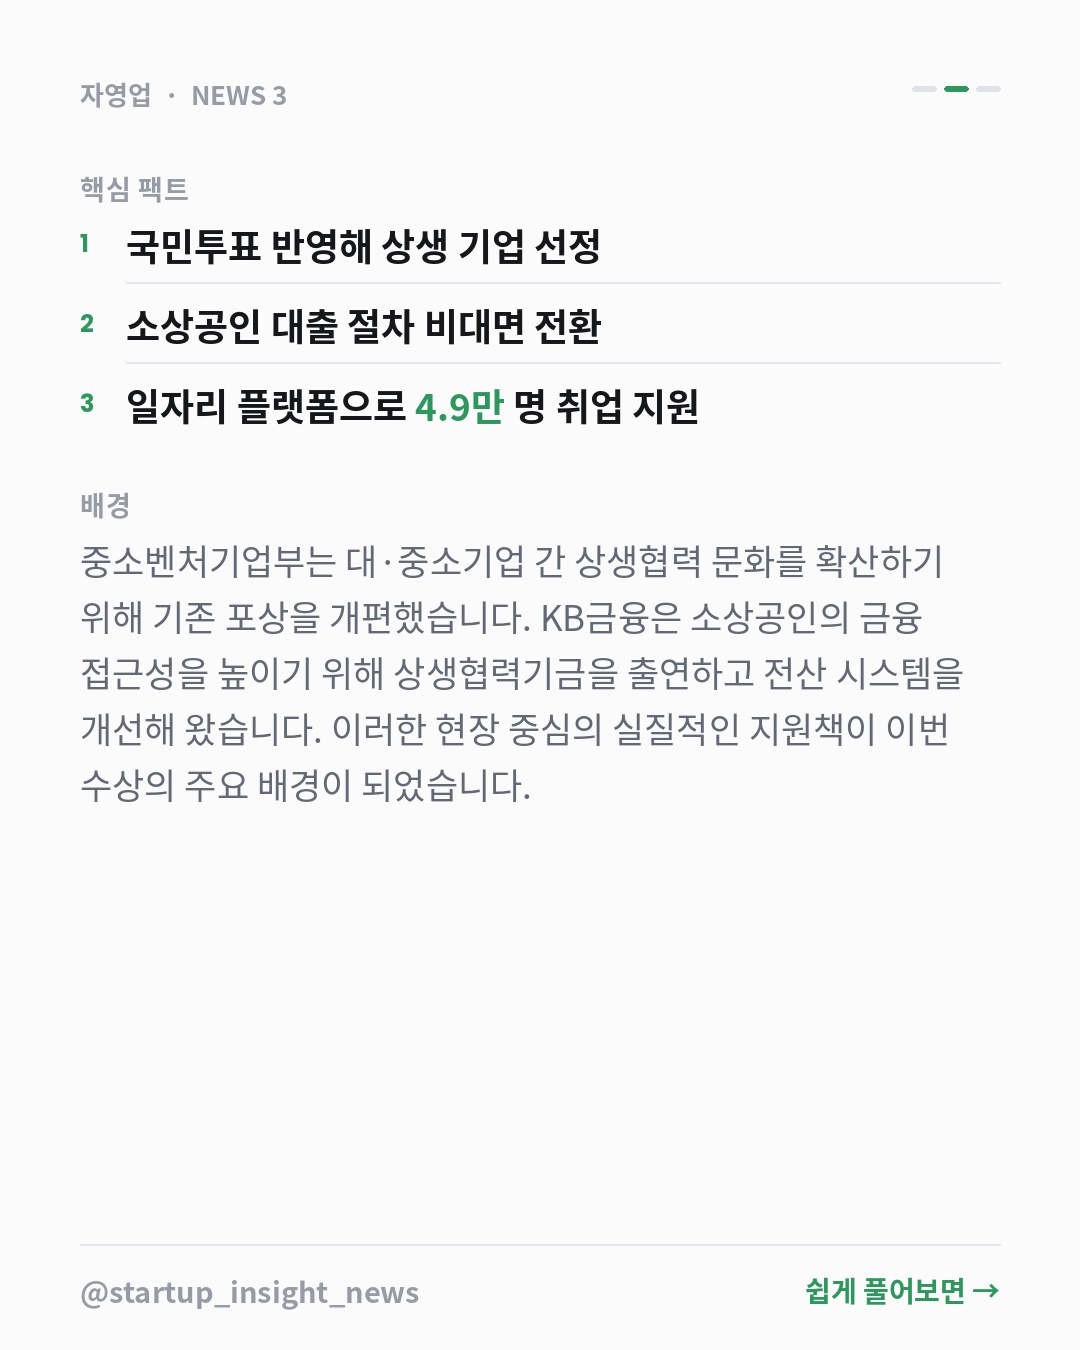 자영업 · NEWS 3
핵심 팩트
1 국민투표 반영해 상생 기업 선정
2 소상공인 대출 절차 비대면 전환
3 일자리 플랫폼으로 4.9만 명 취업 지원
배경
중소벤처기업부는 대·중소기업 간 상생협력 문화를 확산하기
위해 기존 포상을 개편했습니다. KB금융은 소상공인의 금융
접근성을 높이기 위해 상생협력기금을 출연하고 전산 시스템을
개선해 왔습니다. 이러한 현장 중심의 실질적인 지원책이 이번
수상의 주요 배경이 되었습니다.
@startup_insight_news
쉽게 풀어보면 →